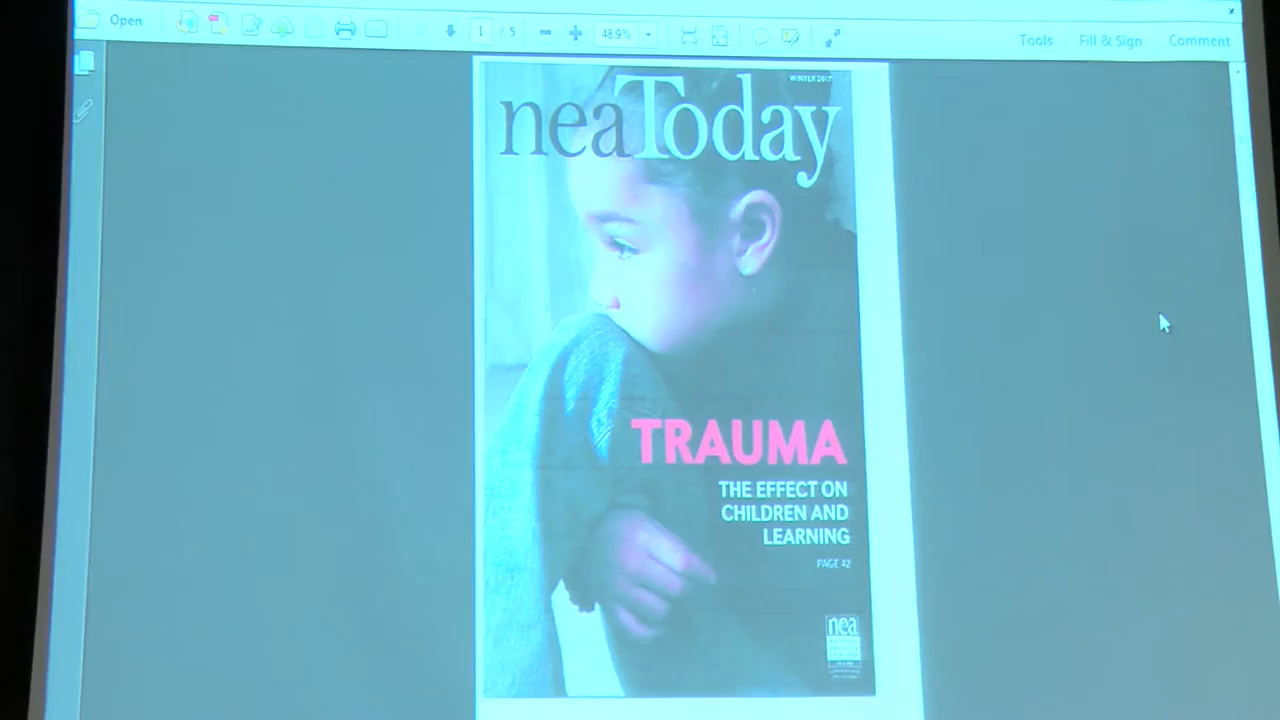 Open
1 / 5
48.9%
Tools
Fill & Sign
Comment
WINTER 2017
neaToday
TRAUMA
THE EFFECT ON
CHILDREN AND
LEARNING
PAGE 42
nea